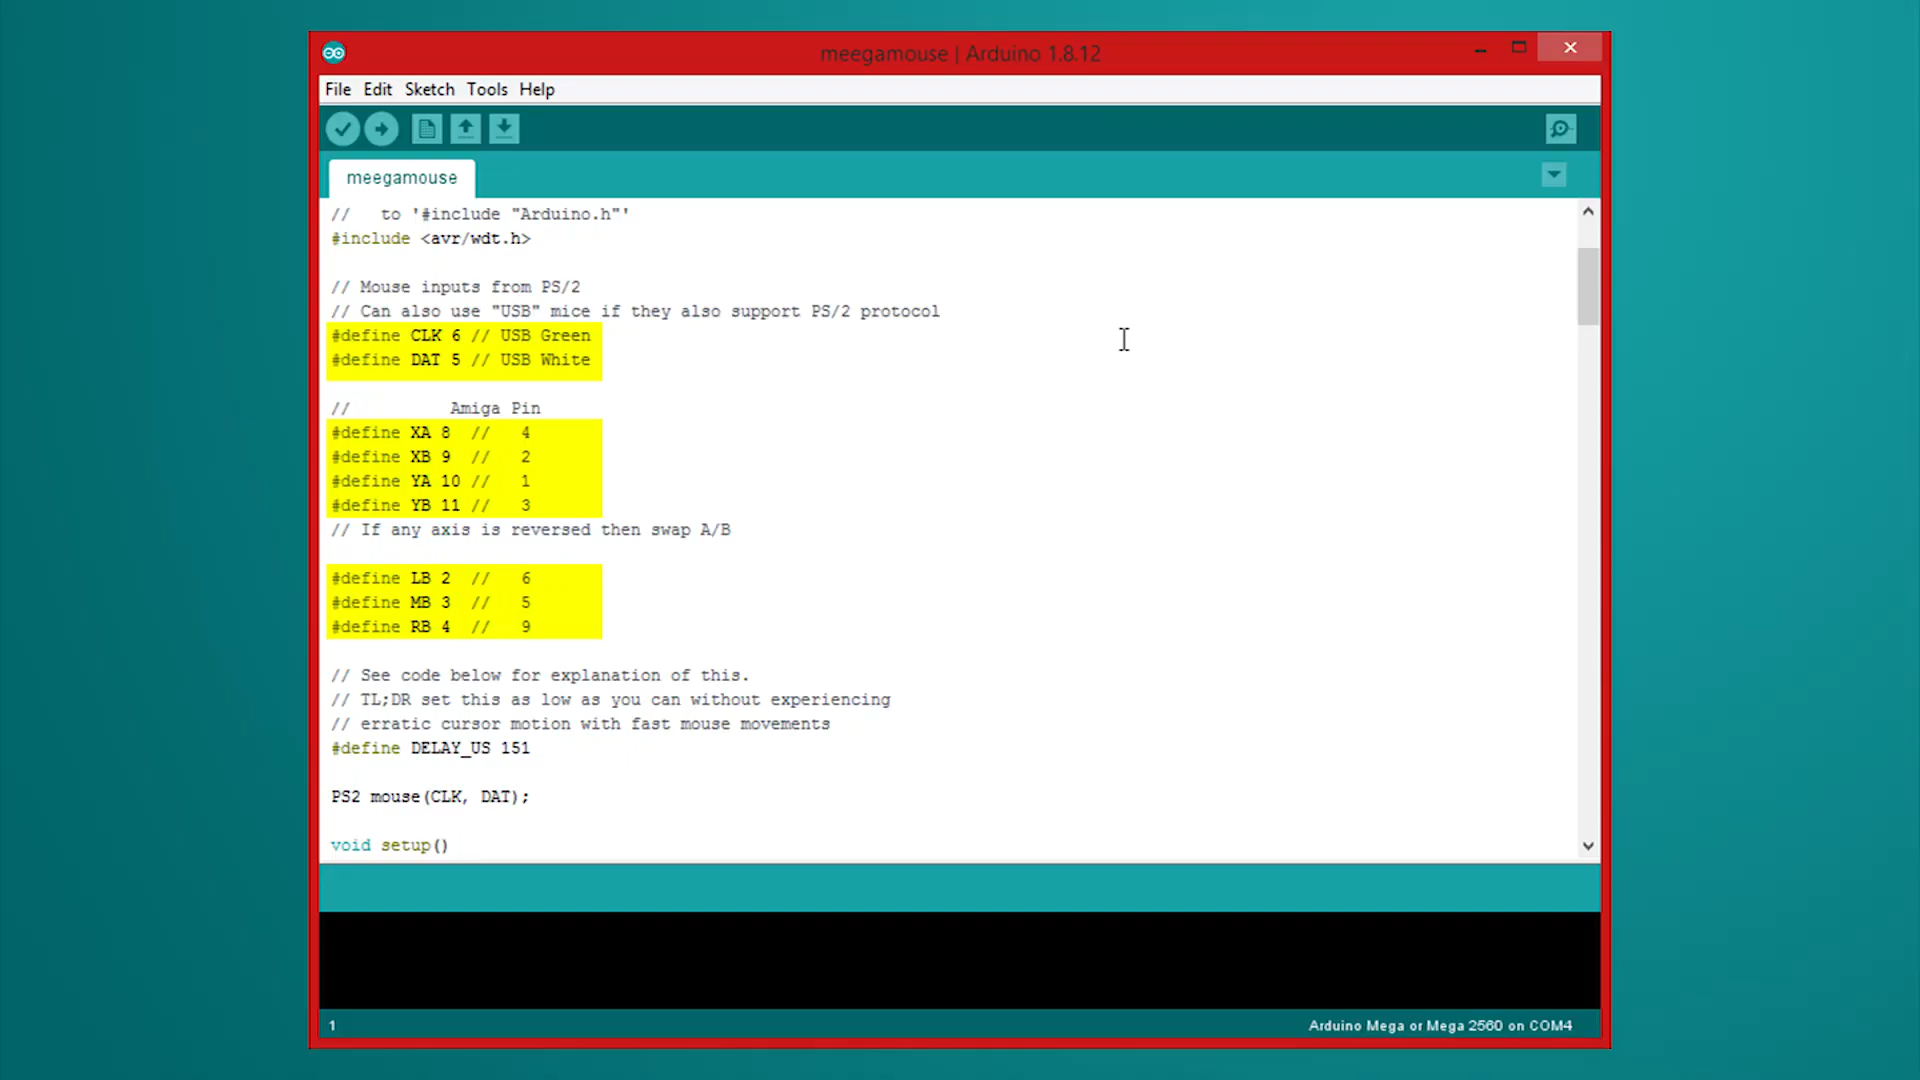 meegamouse | Arduino 1.8.12
File Edit Sketch Tools Help
meegamouse
//   to '#include "Arduino.h"'
#include <avr/wdt.h>
// Mouse inputs from PS/2
// Can also use "USB" mice if they also support PS/2 protocol
#define CLK 6 // USB Green
#define DAT 5 // USB White
//          Amiga Pin
#define XA 8  //   4
#define XB 9  //   2
#define YA 10 //   1
#define YB 11 //   3
// If any axis is reversed then swap A/B
#define LB 2  //   6
#define MB 3  //   5
#define RB 4  //   9
// See code below for explanation of this.
// TL;DR set this as low as you can without experiencing
// erratic cursor motion with fast mouse movements
#define DELAY_US 151
PS2 mouse(CLK, DAT);
void setup()
1
Arduino Mega or Mega 2560 on COM4